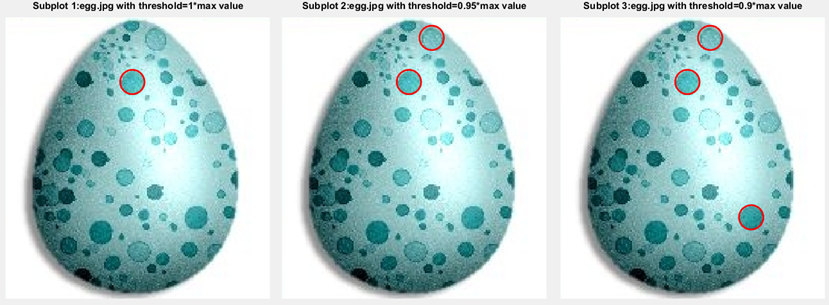 Subplot 1:egg.jpg with threshold=1*max value
Subplot 2:egg.jpg with threshold=0.95*max value
Subplot 3:egg.jpg with threshold=0.9*max value